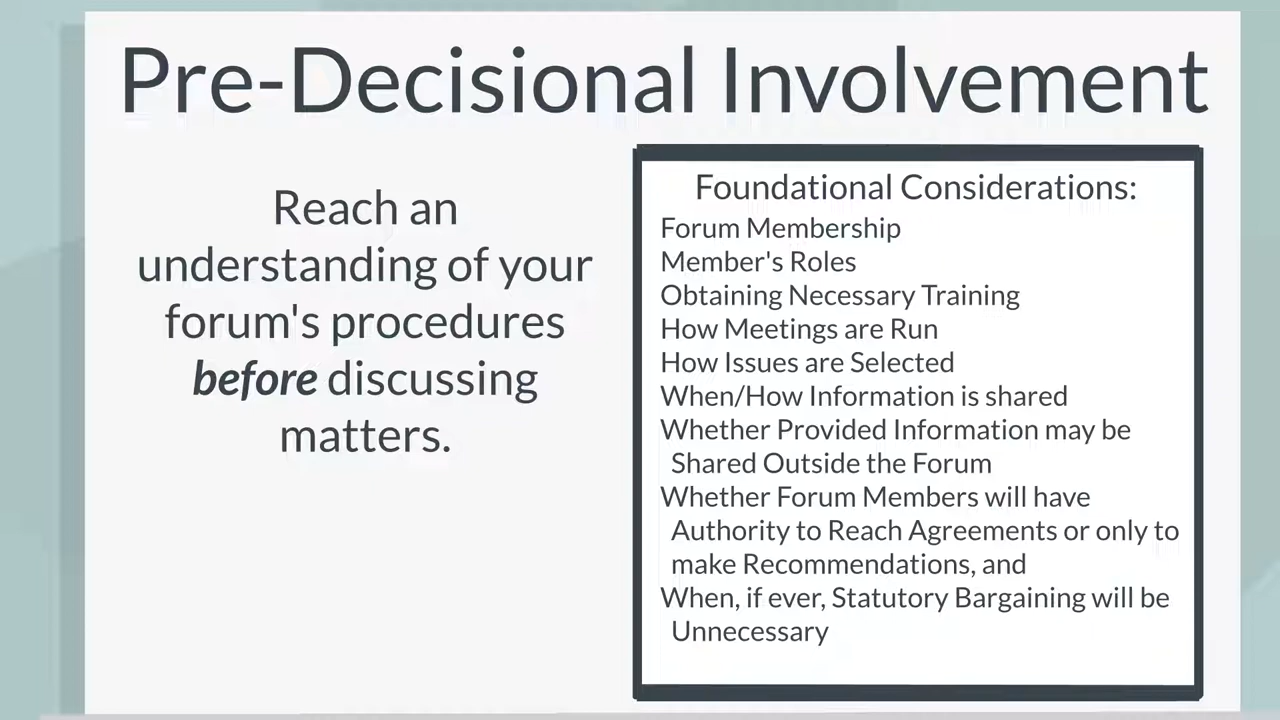 Pre-Decisional Involvement
Reach an
understanding of your
forum's procedures
before discussing
matters.
Foundational Considerations:
Forum Membership
Member's Roles
Obtaining Necessary Training
How Meetings are Run
How Issues are Selected
When/How Information is shared
Whether Provided Information may be
Shared Outside the Forum
Whether Forum Members will have
Authority to Reach Agreements or only to
make Recommendations, and
When, if ever, Statutory Bargaining will be
Unnecessary